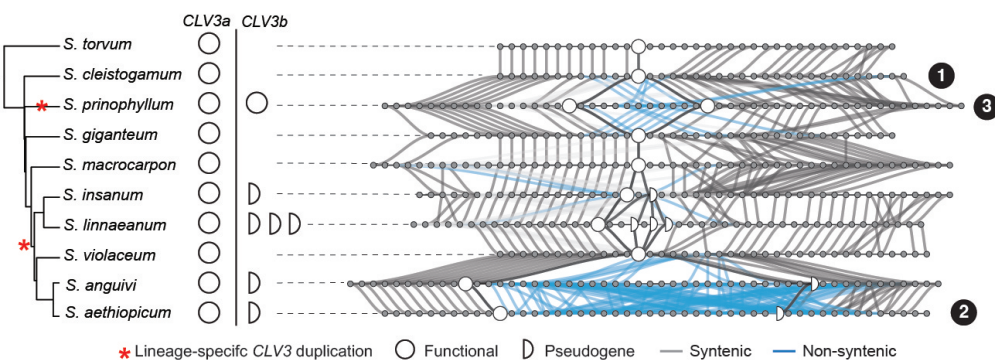 CLV3a CLV3b
S. torvum
S. cleistogamum
1
S. prinophyllum
3
S. giganteum
S. macrocarpon
S. insanum
S. linnaeanum
S. violaceum
S. anguivi
S. aethiopicum
2
* Lineage-specifc CLV3 duplication Functional Pseudogene Syntenic Non-syntenic